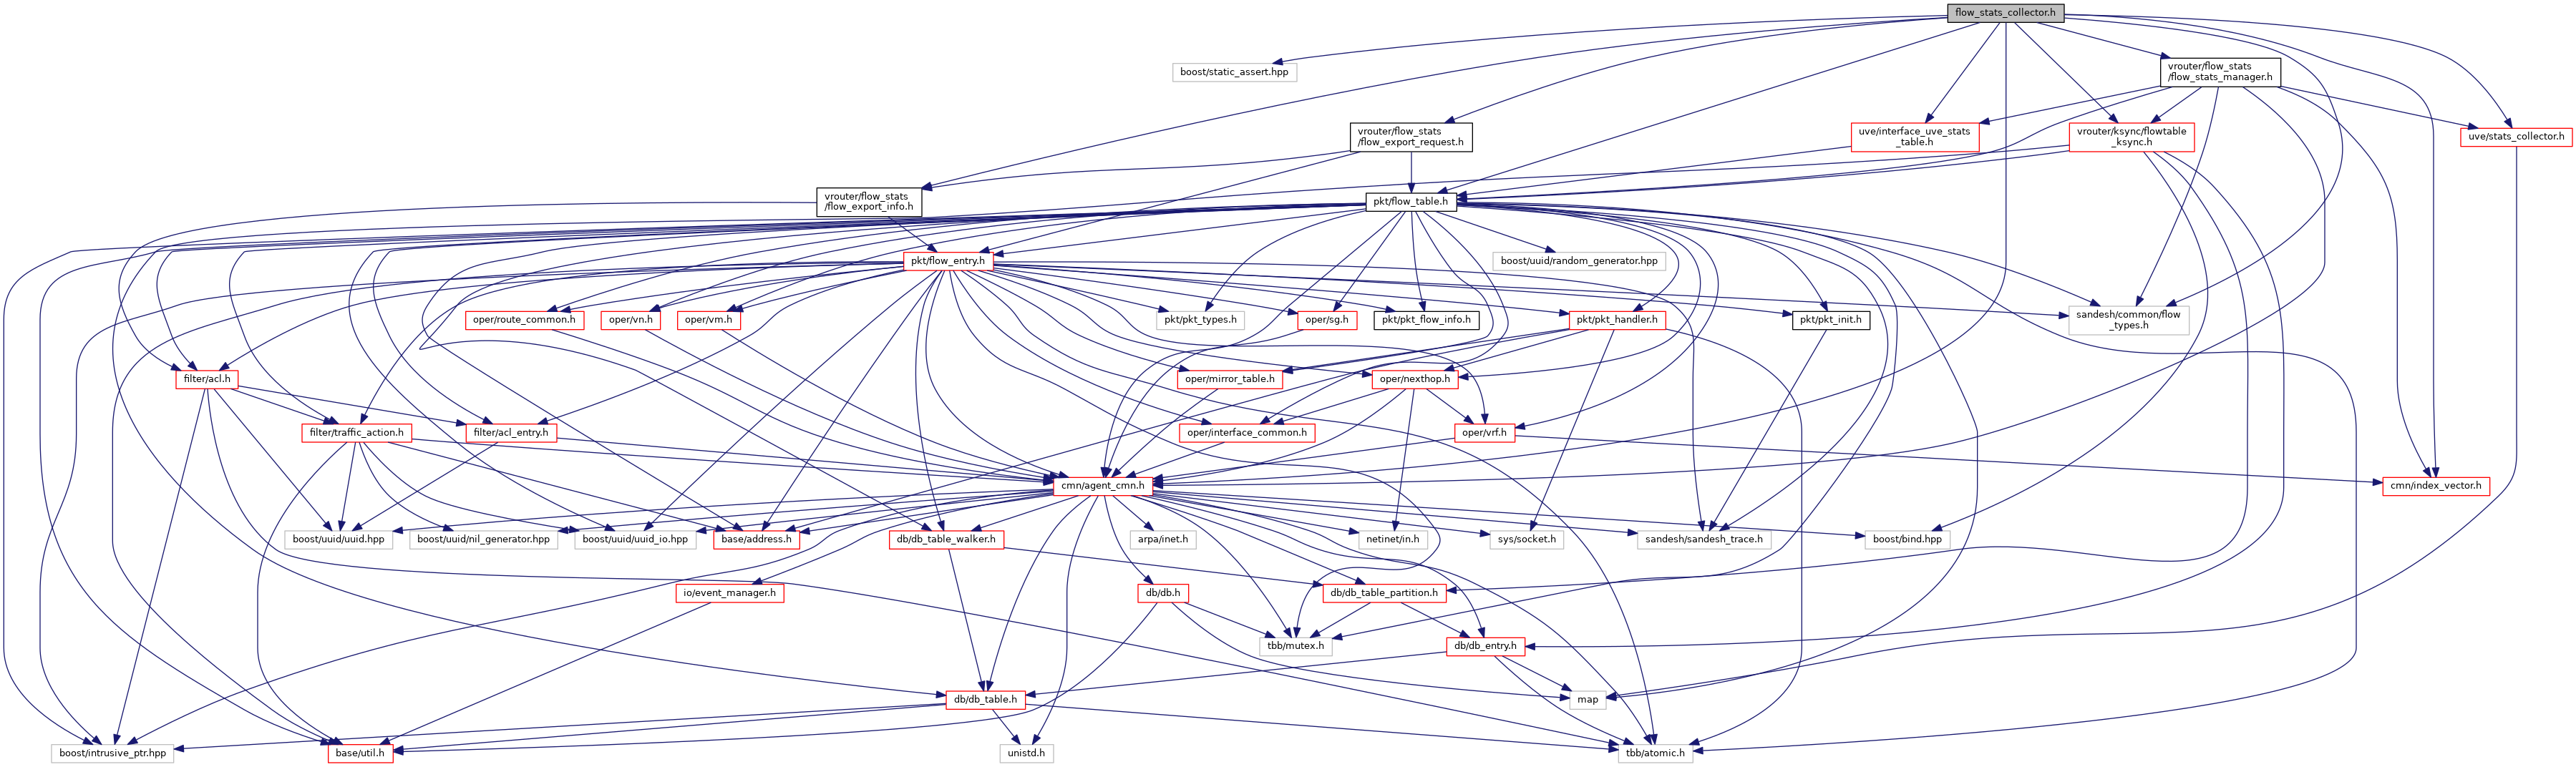 flow_stats_collector.h
boost/static_assert.hpp
vrouter/flow_stats
/flow_stats_manager.h
vrouter/flow_stats
/flow_export_request.h
uve/interface_uve_stats
_table.h
vrouter/ksync/flowtable
_ksync.h
uve/stats_collector.h
vrouter/flow_stats
/flow_export_info.h
pkt/flow_table.h
pkt/flow_entry.h
boost/uuid/random_generator.hpp
oper/route_common.h
oper/vn.h
oper/vm.h
pkt/pkt_types.h
oper/sg.h
pkt/pkt_flow_info.h
pkt/pkt_handler.h
pkt/pkt_init.h
sandesh/common/flow
_types.h
filter/acl.h
oper/mirror_table.h
oper/nexthop.h
filter/traffic_action.h
filter/acl_entry.h
oper/interface_common.h
oper/vrf.h
cmn/agent_cmn.h
cmn/index_vector.h
boost/uuid/uuid.hpp
boost/uuid/nil_generator.hpp
boost/uuid/uuid_io.hpp
base/address.h
db/db_table_walker.h
arpa/inet.h
netinet/in.h
sys/socket.h
sandesh/sandesh_trace.h
boost/bind.hpp
io/event_manager.h
db/db.h
db/db_table_partition.h
tbb/mutex.h
db/db_entry.h
db/db_table.h
map
boost/intrusive_ptr.hpp
base/util.h
unistd.h
tbb/atomic.h